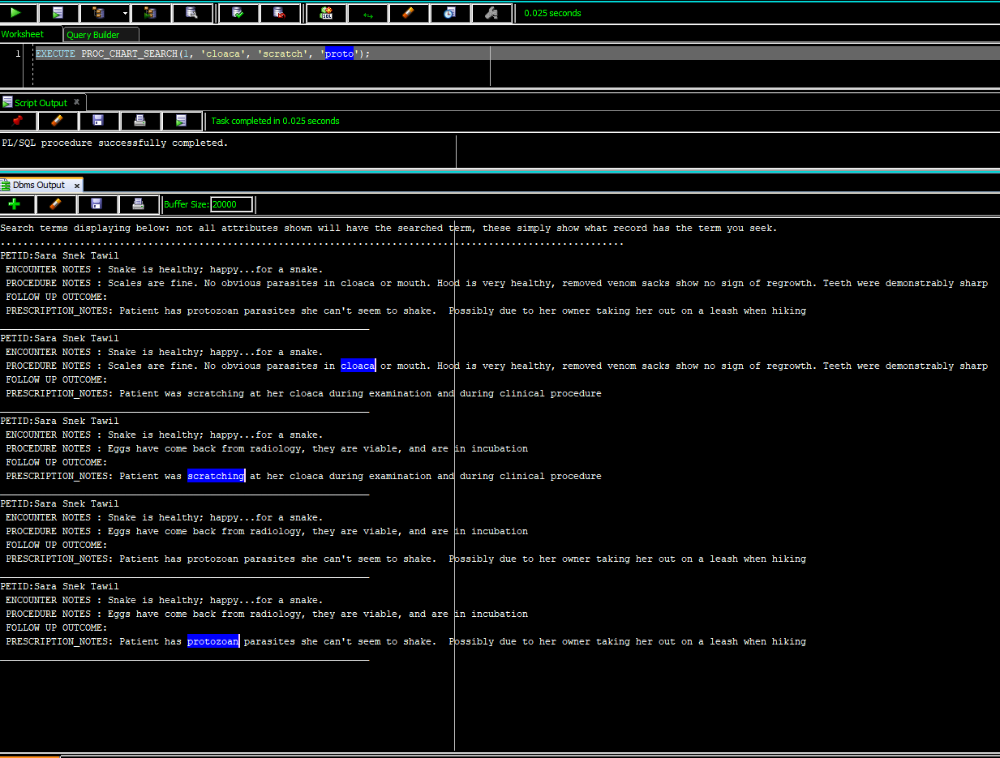 0.025 seconds
Worksheet Query Builder
1 EXECUTE PROC_CHART_SEARCH(1, 'cloaca', 'scratch', 'proto');
Script Output x
Task completed in 0.025 seconds
PL/SQL procedure successfully completed.
Dbms Output x
Buffer Size: 20000
Search terms displaying below: not all attributes shown will have the searched term, these simply show what record has the term you seek.
..............................................................................................................
PETID:Sara Snek Tawil
ENCOUNTER NOTES : Snake is healthy; happy...for a snake.
PROCEDURE NOTES : Scales are fine. No obvious parasites in cloaca or mouth. Hood is very healthy, removed venom sacks show no sign of regrowth. Teeth were demonstrably sharp
FOLLOW UP OUTCOME:
PRESCRIPTION_NOTES: Patient has protozoan parasites she can't seem to shake.  Possibly due to her owner taking her out on a leash when hiking
_________________________________________________________________
PETID:Sara Snek Tawil
ENCOUNTER NOTES : Snake is healthy; happy...for a snake.
PROCEDURE NOTES : Scales are fine. No obvious parasites in cloaca or mouth. Hood is very healthy, removed venom sacks show no sign of regrowth. Teeth were demonstrably sharp
FOLLOW UP OUTCOME:
PRESCRIPTION_NOTES: Patient was scratching at her cloaca during examination and during clinical procedure
_________________________________________________________________
PETID:Sara Snek Tawil
ENCOUNTER NOTES : Snake is healthy; happy...for a snake.
PROCEDURE NOTES : Eggs have come back from radiology, they are viable, and are in incubation
FOLLOW UP OUTCOME:
PRESCRIPTION_NOTES: Patient was scratching at her cloaca during examination and during clinical procedure
_________________________________________________________________
PETID:Sara Snek Tawil
ENCOUNTER NOTES : Snake is healthy; happy...for a snake.
PROCEDURE NOTES : Eggs have come back from radiology, they are viable, and are in incubation
FOLLOW UP OUTCOME:
PRESCRIPTION_NOTES: Patient has protozoan parasites she can't seem to shake.  Possibly due to her owner taking her out on a leash when hiking
_________________________________________________________________
PETID:Sara Snek Tawil
ENCOUNTER NOTES : Snake is healthy; happy...for a snake.
PROCEDURE NOTES : Eggs have come back from radiology, they are viable, and are in incubation
FOLLOW UP OUTCOME:
PRESCRIPTION_NOTES: Patient has protozoan parasites she can't seem to shake.  Possibly due to her owner taking her out on a leash when hiking
_________________________________________________________________